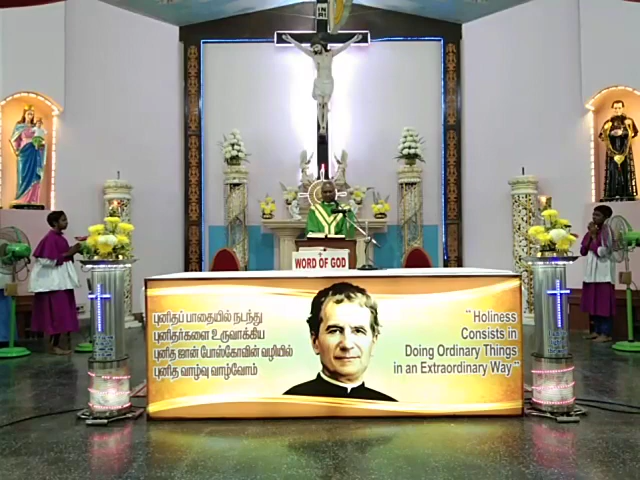 WORD OF GOD
புனிதப் பாதையில் நடந்து
புனிதர்களை உருவாக்கிய
புனித ஜான் போஸ்கோவின் வழியில்
புனித வாழ்வு வாழ்வோம்
“Holiness
Consists in
Doing Ordinary Things
in an Extraordinary Way”